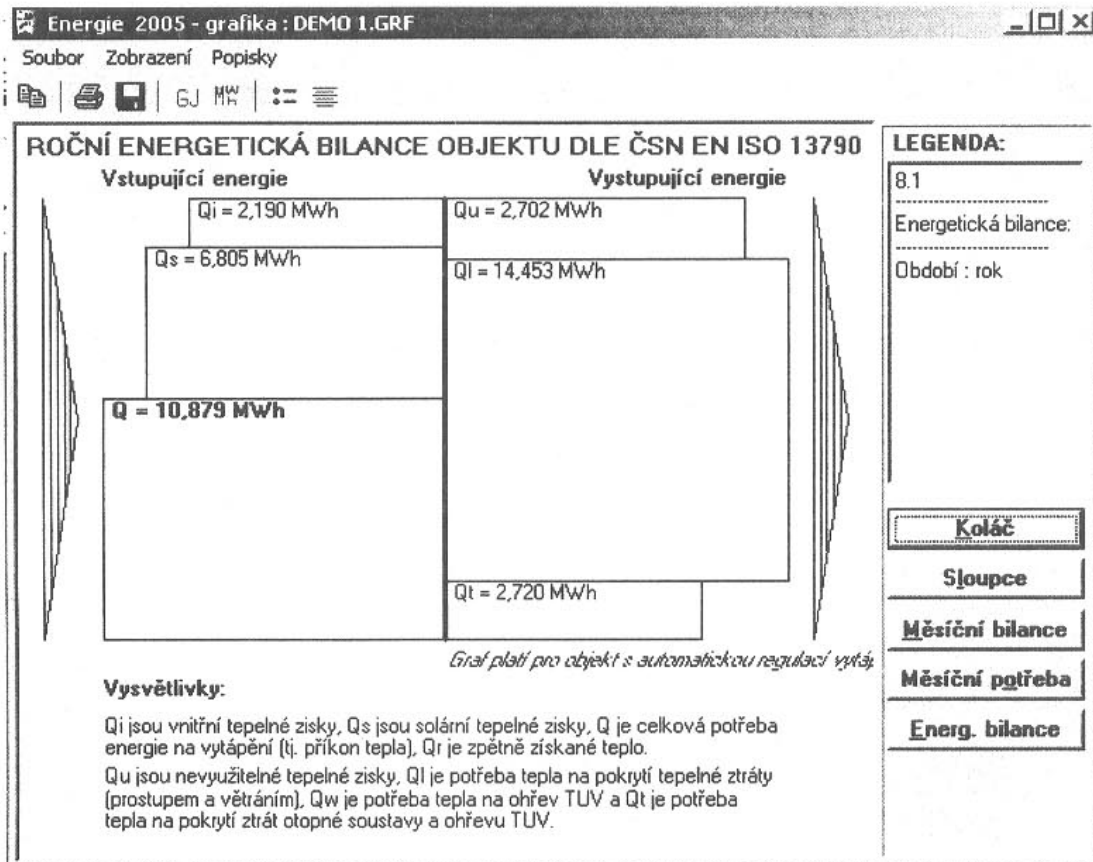 Energie 2005 - grafika : DEMO 1.GRF
Soubor Zobrazení Popisky
GJ MWh
ROČNÍ ENERGETICKÁ BILANCE OBJEKTU DLE ČSN EN ISO 13790
Vstupující energie Vystupující energie
Qi = 2,190 MWh
Qu = 2,702 MWh
Qs = 6,805 MWh
Ql = 14,453 MWh
Q = 10,879 MWh
Qt = 2,720 MWh
Graf platí pro objekt s automatickou regulací vytáp
Vysvětlivky:
Qi jsou vnitřní tepelné zisky, Qs jsou solární tepelné zisky, Q je celková potřeba
energie na vytápění (tj. příkon tepla), Qr je zpětně získané teplo.
Qu jsou nevyužitelné tepelné zisky, Ql je potřeba tepla na pokrytí tepelné ztráty
(prostupem a větráním), Qw je potřeba tepla na ohřev TUV a Qt je potřeba
tepla na pokrytí ztrát otopné soustavy a ohřevu TUV.
LEGENDA:
8.1
Energetická bilance:
Období : rok
Koláč
Sloupce
Měsíční bilance
Měsíční potřeba
Energ. bilance